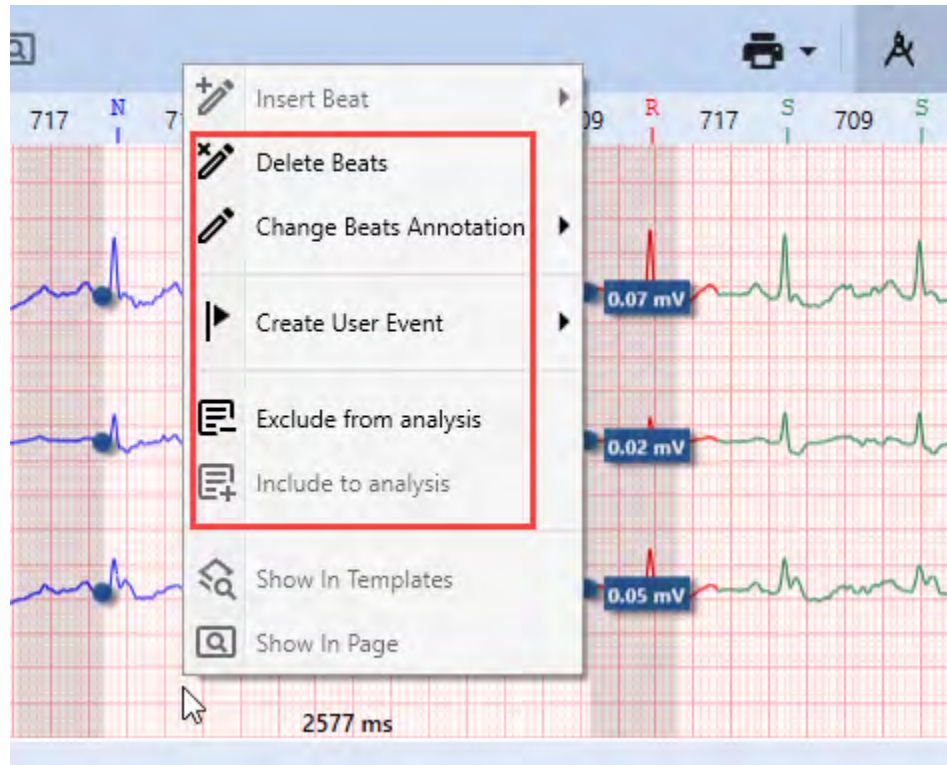 717 N 7 09 R 717 S 709 S
Insert Beat
Delete Beats
Change Beats Annotation
Create User Event
0.07 mV
Exclude from analysis
0.02 mV
Include to analysis
Show In Templates
0.05 mV
Show In Page
2577 ms